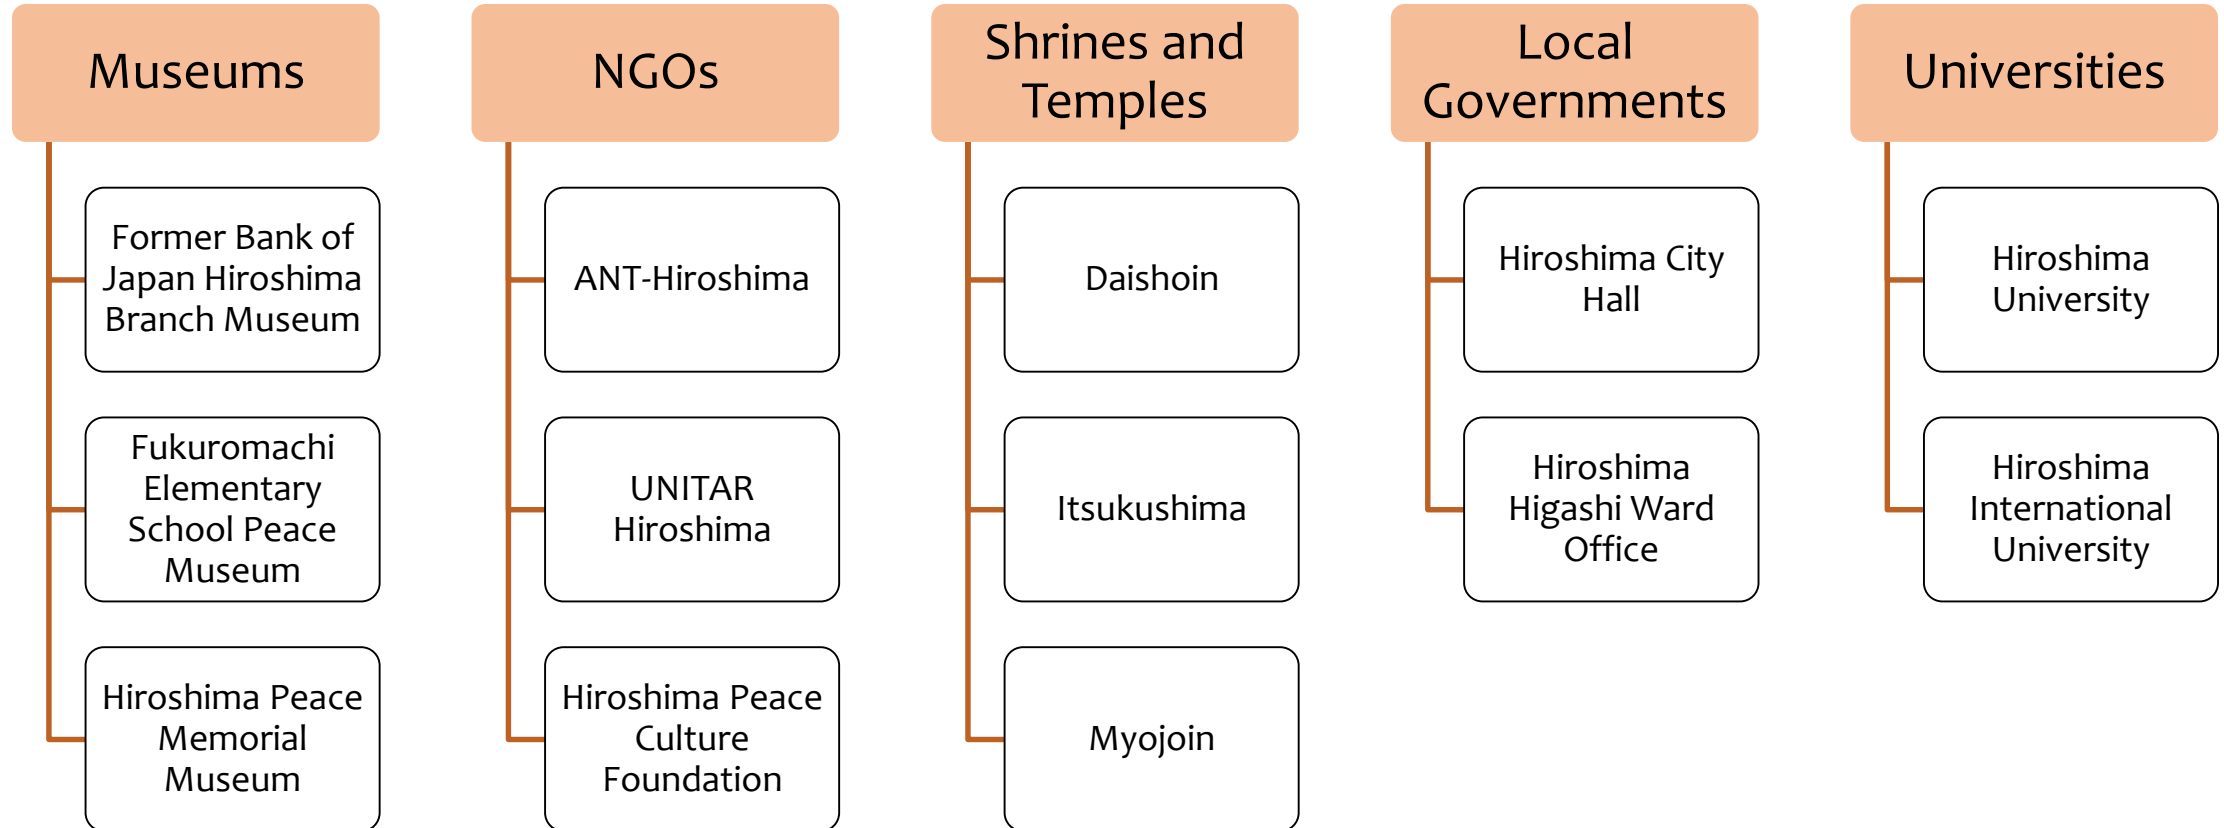 Museums
Former Bank of
Japan Hiroshima
Branch Museum
Fukuromachi
Elementary
School Peace
Museum
Hiroshima Peace
Memorial
Museum
NGOs
ANT-Hiroshima
UNITAR
Hiroshima
Hiroshima Peace
Culture
Foundation
Shrines and
Temples
Daishoin
Itsukushima
Myojoin
Local
Governments
Hiroshima City
Hall
Hiroshima
Higashi Ward
Office
Universities
Hiroshima
University
Hiroshima
International
University